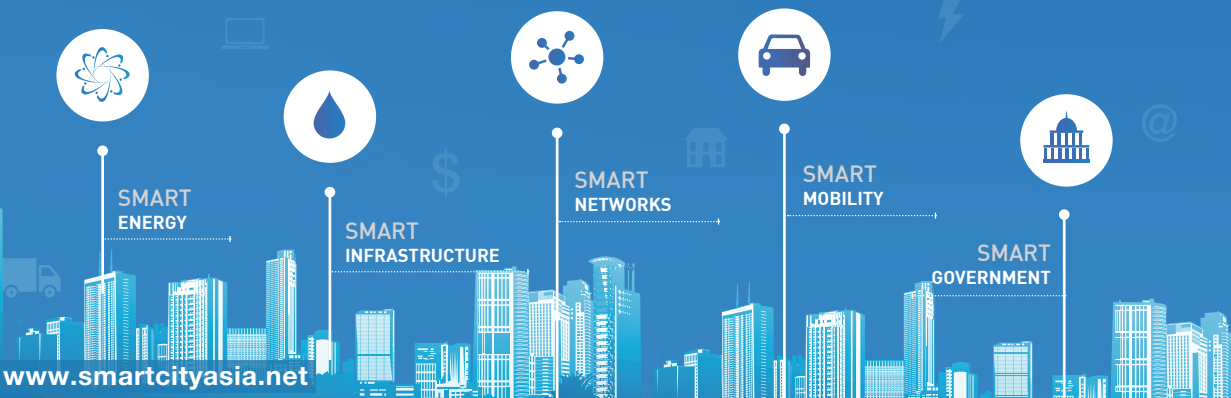 SMART
ENERGY
SMART
INFRASTRUCTURE
SMART
NETWORKS
SMART
MOBILITY
SMART
GOVERNMENT
$
@
www.smartcityasia.net